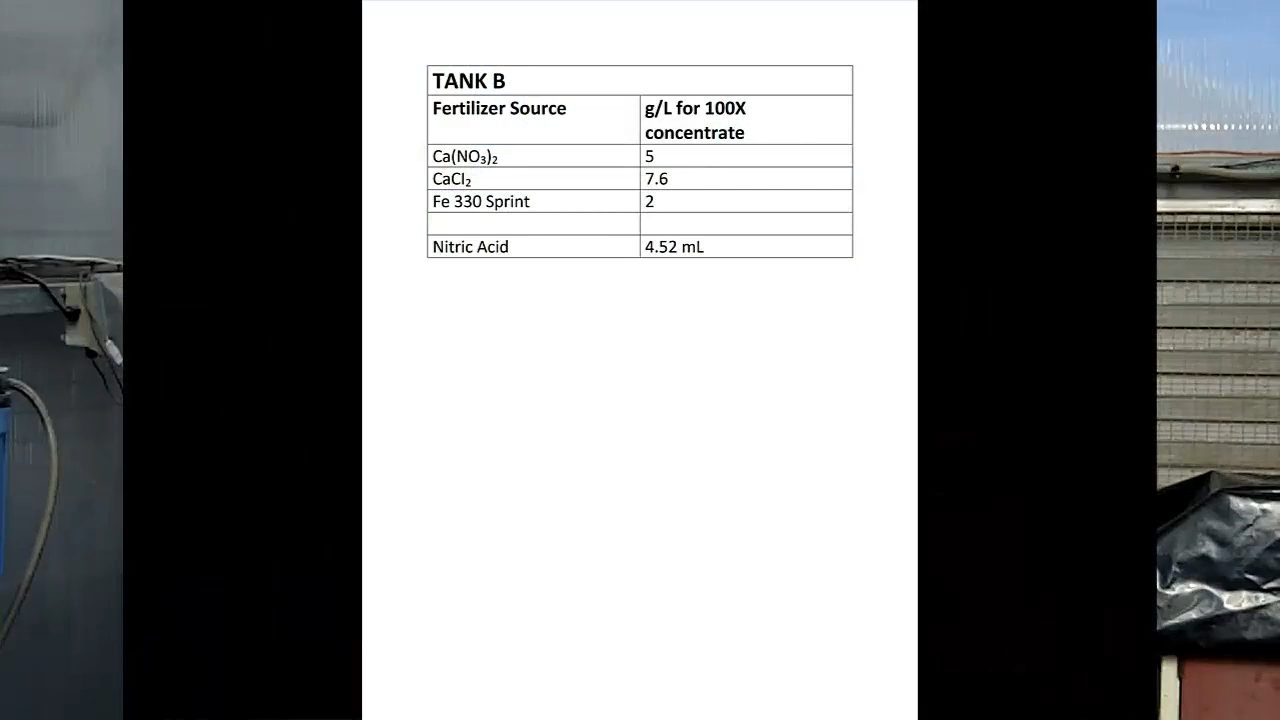 TANK B
Fertilizer Source g/L for 100X
concentrate
Ca(NO₃)₂ 5
CaCl₂ 7.6
Fe 330 Sprint 2
Nitric Acid 4.52 mL